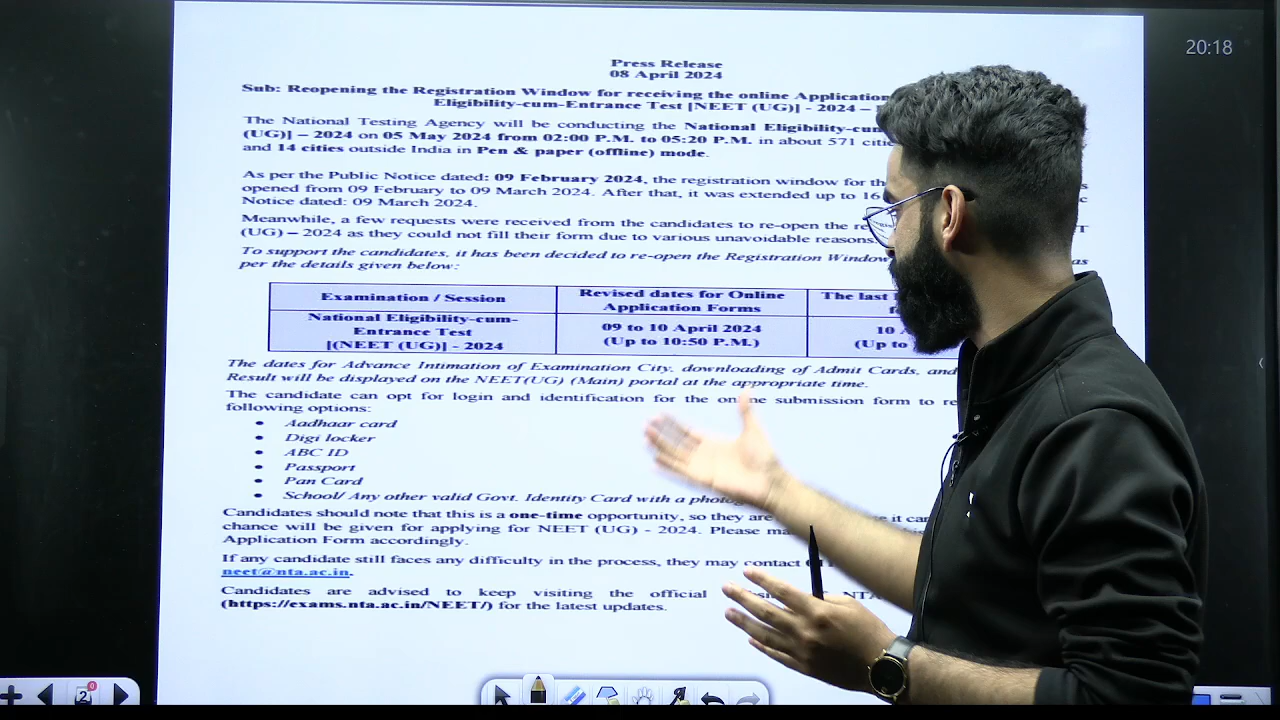 20:18
Press Release
08 April 2024
Sub: Reopening the Registration Window for receiving the online
Eligibility-cum-Entrance Test [NEET (UG)] - 2024 –
The National Testing Agency will be conducting the National
(UG)] – 2024 on 05 May 2024 from 02:00 P.M. to 05:20 P.M. in about 571
and 14 cities outside India in Pen & paper (offline) mode.
As per the Public Notice dated: 09 February 2024, the registration window for
opened from 09 February to 09 March 2024. After that, it was extended up to 16
Notice dated: 09 March 2024.
Meanwhile, a few requests were received from the candidates to re-open the
(UG) – 2024 as they could not fill their form due to various unavoidable reasons.
To support the candidates, it has been decided to re-open the Registration Window as
per the details given below:
Examination / Session
Revised dates for Online
Application Forms
The last
National Eligibility-cum-
Entrance Test
[(NEET (UG)] - 2024
09 to 10 April 2024
(Up to 10:50 P.M.)
10
(Up to
The dates for Advance Intimation of Examination City, downloading of Admit Cards, and
Result will be displayed on the NEET(UG) (Main) portal at the appropriate time.
The candidate can opt for login and identification for the online submission form to
following options:
• Aadhaar card
• Digi locker
• ABC ID
• Passport
• Pan Card
• School/ Any other valid Govt. Identity Card with a
Candidates should note that this is a one-time opportunity, so they are
chance will be given for applying for NEET (UG) - 2024. Please
Application Form accordingly.
If any candidate still faces any difficulty in the process, they may contact
neet@nta.ac.in.
Candidates are advised to keep visiting the official NTA
(https://exams.nta.ac.in/NEET/) for the latest updates.
2